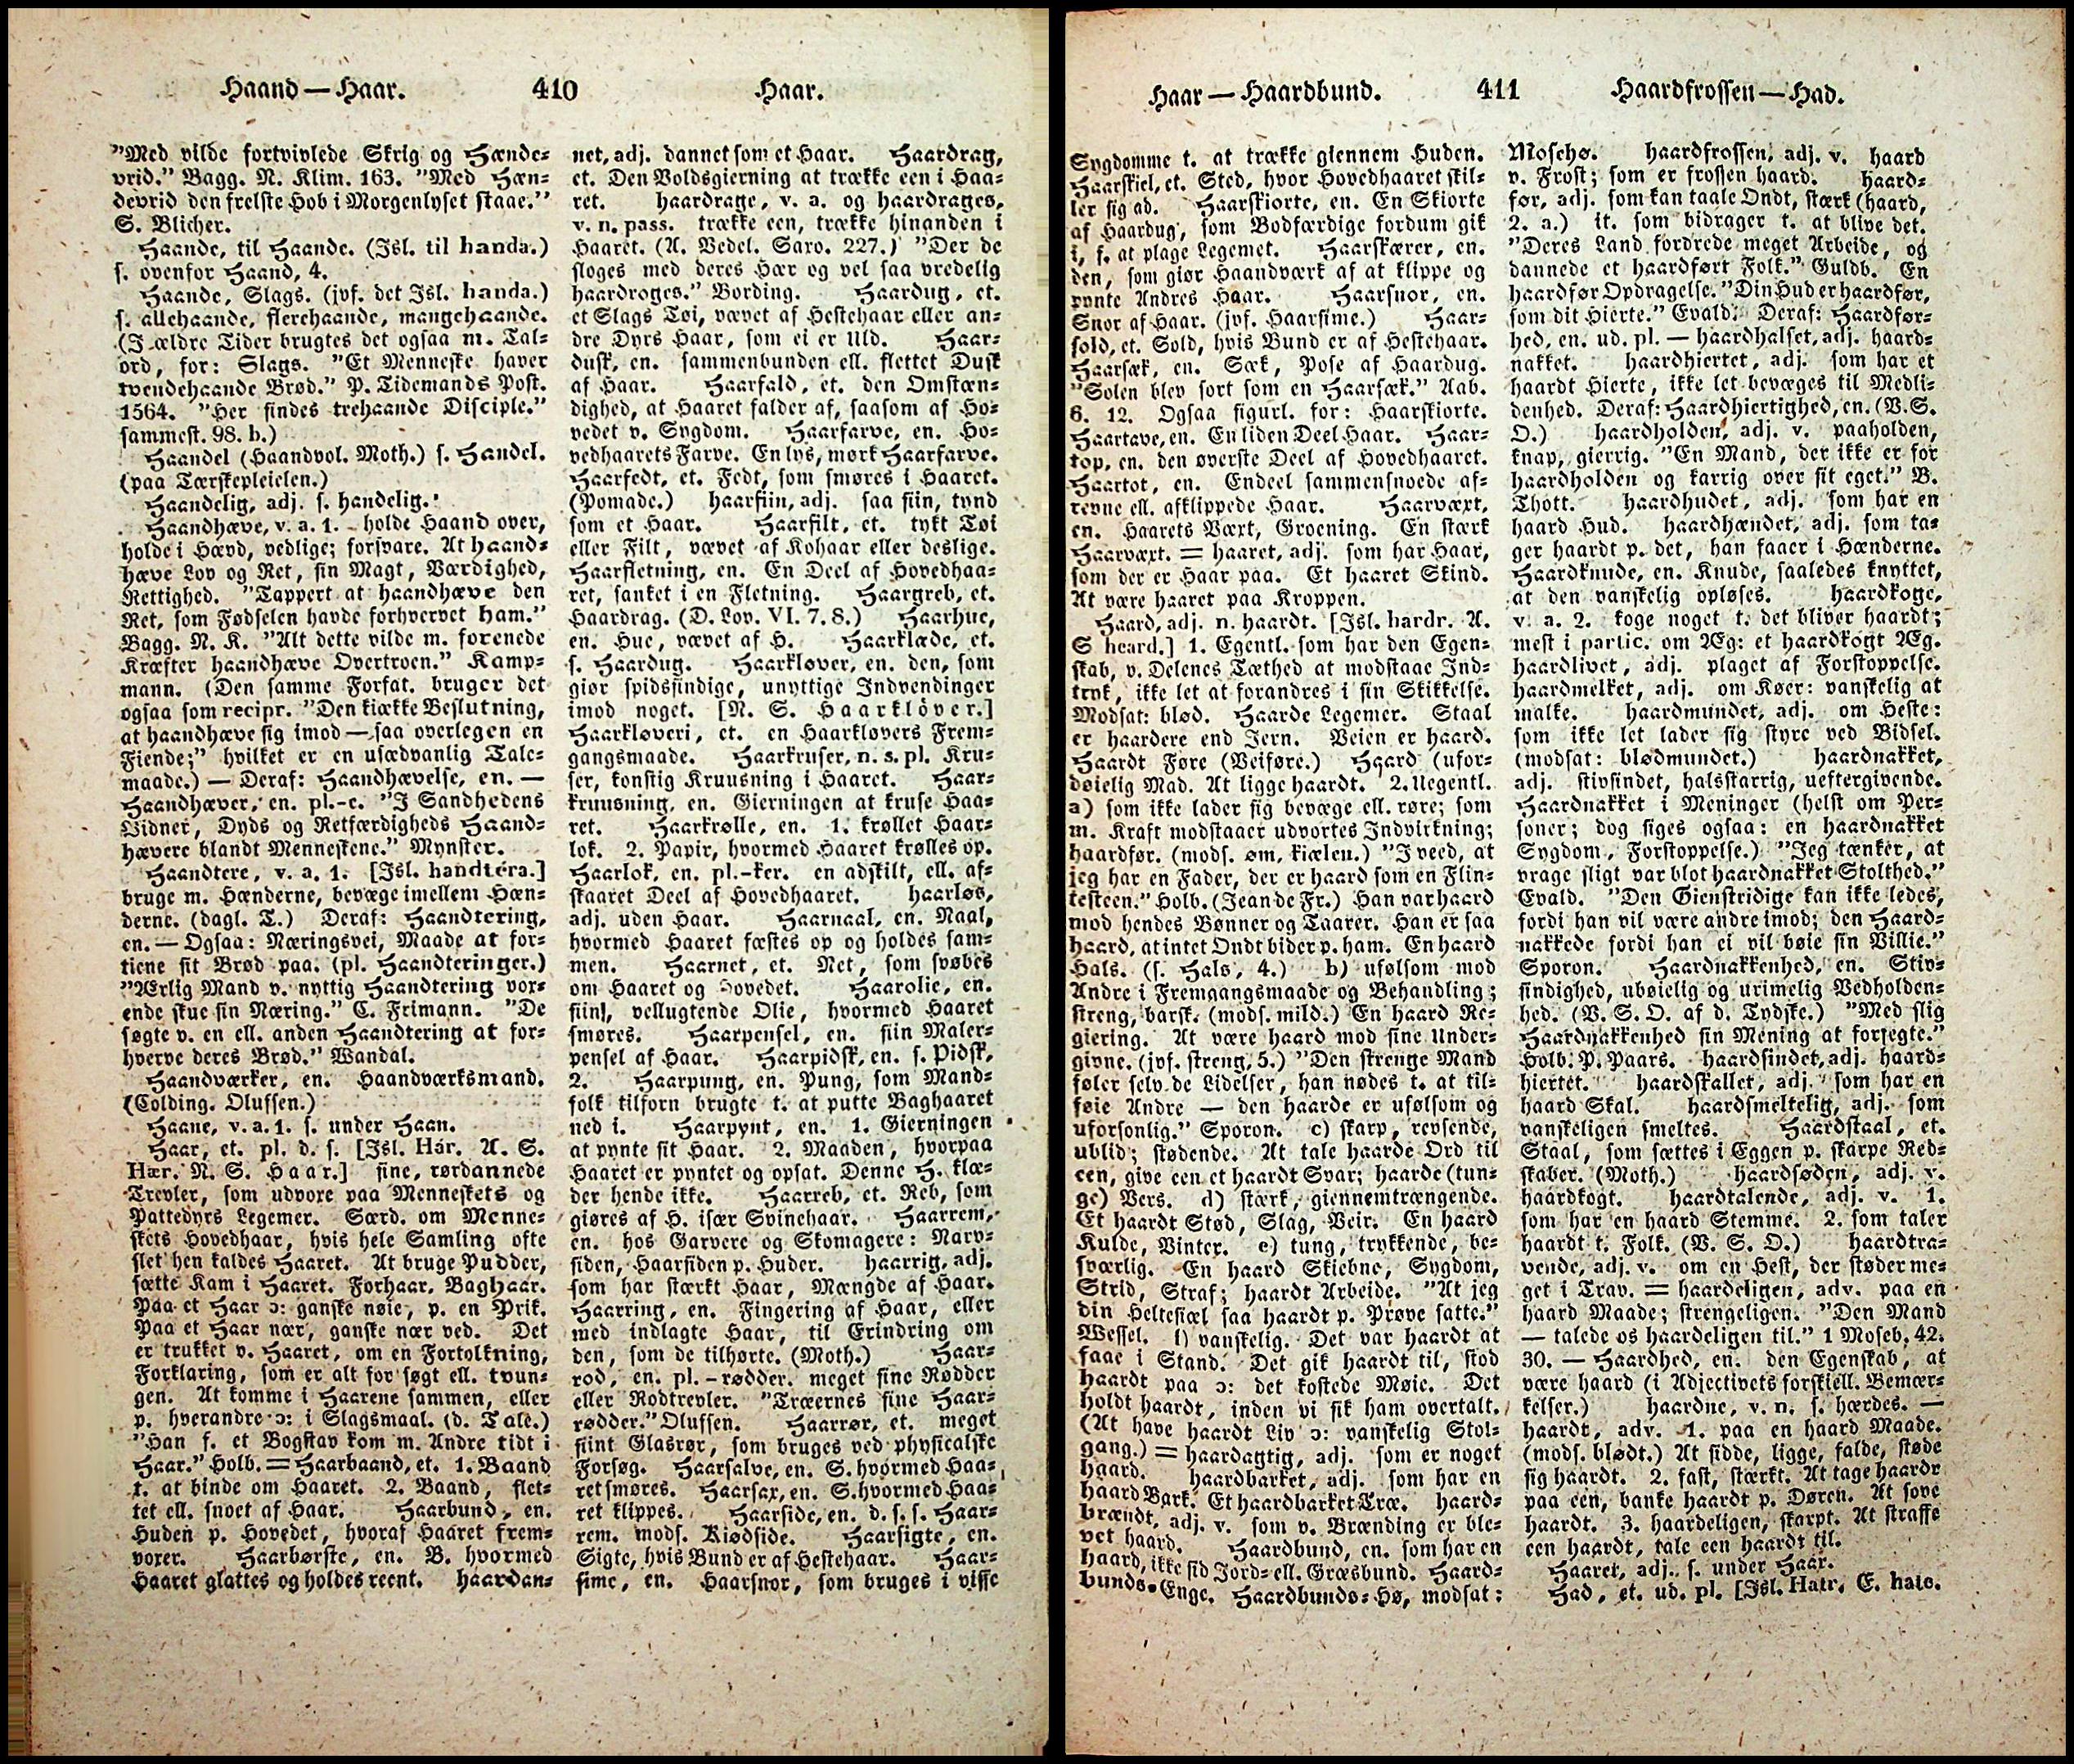 Haand — Haar. 410 Haar.
"Med vilde fortvivlede Skrig og Hænde-
vrid." Bagg. N. Klim. 163. "Med Hæn-
devrid den frelste Hob i Morgenlyset staae."
S. Blicher.
Haande, til Haande. (Isl. til handa.)
s. ovenfor Haand, 4.
Haande, Slags. (jvf. det Isl. handa.)
s. allehaande, flerehaande, mangehaande.
(I ældre Tider brugtes det ogsaa m. Tal-
ord, for: Slags. "Et Menneske haver
tvendehaande Brød." P. Tidemands Post.
1564. "Her findes trehaande Disciple."
sammest. 98. b.)
Haandel (Haandvol. Moth.) s. Handel.
(paa Tærskepleielen.)
Haandelig, adj. s. handelig.
Haandhæve, v. a. 1. holde Haand over,
holde i Hævd, vedlige; forsvare. At haand-
hæve Lov og Ret, sin Magt, Værdighed,
Rettighed. "Tappert at haandhæve den
Ret, som Fødselen havde forhvervet ham."
Bagg. N. K. "Alt dette vilde m. forenede
Kræfter haandhæve Overtroen." Kamp-
mann. (Den samme Forfat. bruger det
ogsaa som recipr. "Den kiække Beslutning,
at haandhæve sig imod — saa overlegen en
Fiende;" hvilket er en usædvanlig Tale-
maade.) — Deraf: Haandhævelse, en. —
Haandhæver, en. pl.-e. "I Sandhedens
Vidner, Dyds og Retfærdigheds Haand-
hævere blandt Menneskene." Mynster.
Haandtere, v. a. 1. [Isl. handtéra.]
bruge m. Hænderne, bevæge imellem Hæn-
derne. (dagl. T.) Deraf: Haandtering,
en. — Ogsaa: Næringsvei, Maade at for-
tiene sit Brød paa. (pl. Haandteringer.)
"Ærlig Mand v. nyttig Haandtering vor-
ende skue sin Næring." C. Frimann. "De
søgte v. en ell. anden Haandtering at for-
hverve deres Brød." Wandal.
Haandværker, en. Haandværksmand.
(Colding. Olufsen.)
Haane, v. a. 1. s. under Haan.
Haar, et. pl. d. s. [Isl. Hár. A. S.
Hær. N. S. Haar.] fine, rørdannede
Trevler, som udvore paa Menneskets og
Pattedyrs Legemer. Særd. om Menne-
skets Hovedhaar, hvis hele Samling ofte
slet hen kaldes Haaret. At bruge Pudder,
sætte Kam i Haaret. Forhaar. Baghaar.
Paa et Haar ɔ: ganske nøie, p. en Prik.
Paa et Haar nær, ganske nær ved. Det
er trukket v. Haaret, om en Fortolkning,
Forklaring, som er alt for søgt ell. tvun-
gen. At komme i Haarene sammen, eller
p. hverandre ɔ: i Slagsmaal. (d. Tale.)
"Han f. et Bogstav kom m. Andre tidt i
Haar." Holb. = Haarbaand, et. 1. Baand
t. at binde om Haaret. 2. Baand, flet-
tet ell. snoet af Haar. Haarbund, en.
Huden p. Hovedet, hvoraf Haaret frem-
vorer. Haarbørste, en. B. hvormed
Haaret glattes og holdes reent. haardan-
net, adj. dannet som et Haar. Haardrag,
et. Den Voldsgierning at trække een i Haa-
ret. haardrage, v. a. og haardrages,
v. n. pass. trække een, trække hinanden i
Haaret. (A. Vedel. Saxo. 227.) "Der de
sloges med deres Hær og vel saa vredelig
haardroges." Bording. Haardug, et.
et Slags Tøi, vævet af Hestehaar eller an-
dre Dyrs Haar, som ei er Uld. Haar-
dusk, en. sammenbunden ell. flettet Dusk
af Haar. Haarfald, et. den Omstæn-
dighed, at Haaret falder af, saasom af Ho-
vedet v. Sygdom. Haarfarve, en. Ho-
vedhaarets Farve. En lys, mørk Haarfarve.
Haarfedt, et. Fedt, som smøres i Haaret.
(Pomade.) haarfiin, adj. saa fiin, tynd
som et Haar. Haarfilt, et. tykt Tøi
eller Filt, vævet af Kohaar eller deslige.
Haarfletning, en. En Deel af Hovedhaa-
ret, sanket i en Fletning. Haargreb, et.
Haardrag. (D. Lov. VI. 7. 8.) Haarhue,
en. Hue, vævet af H. Haarklæde, et.
s. Haardug. Haarkløver, en. den, som
giør spidsfindige, unyttige Indvendinger
imod noget. [N. S. Haarklöver.]
Haarkløveri, et. en Haarkløvers Frem-
gangsmaade. Haarkruser, n. s. pl. Kru-
ser, konstig Kruusning i Haaret. Haar-
kruusning, en. Gierningen at kruse Haa-
ret. Haarkrølle, en. 1. krøllet Haar-
lok. 2. Papir, hvormed Haaret krølles op.
Haarlok, en. pl.-ker. en adskilt, ell. af-
skaaret Deel af Hovedhaaret. haarløs,
adj. uden Haar. Haarnaal, en. Naal,
hvormed Haaret fæstes op og holdes sam-
men. Haarnet, et. Net, som svøbes
om Haaret og Hovedet. Haarolie, en.
fiin, vellugtende Olie, hvormed Haaret
smøres. Haarpensel, en. fiin Maler-
pensel af Haar. Haarpidsk, en. s. Pidsk,
2. Haarpung, en. Pung, som Mand-
folk tilforn brugte t. at putte Baghaaret
ned i. Haarpynt, en. 1. Gierningen
at pynte sit Haar. 2. Maaden, hvorpaa
Haaret er pyntet og opsat. Denne H. klæ-
der hende ikke. Haarreb, et. Reb, som
giøres af H. især Svinehaar. Haarrem,
en. hos Garvere og Skomagere: Narv-
siden, Haarsiden p. Huder. haarrig, adj.
som har stærkt Haar, Mængde af Haar.
Haarring, en. Fingering af Haar, eller
med indlagte Haar, til Erindring om
den, som de tilhørte. (Moth.) Haar-
rod, en. pl. -rødder. meget fine Rødder
eller Rodtrevler. "Træernes fine Haar-
rødder." Olufsen. Haarrør, et. meget
fiint Glasrør, som bruges ved physicalske
Forsøg. Haarsalve, en. S. hvormed Haa-
ret smøres. Haarsax, en. S. hvormed Haa-
ret klippes. Haarside, en. d. s. s. Haar-
rem. mods. Kiødside. Haarsigte, en.
Sigte, hvis Bund er af Hestehaar. Haar-
sime, en. Haarsnor, som bruges i visse
Haar — Haardbund. 411 Haardfrossen — Had.
Sygdomme t. at trække giennem Huden.
Haarskiel, et. Sted, hvor Hovedhaaret skil-
ler sig ad. Haarskiorte, en. En Skiorte
af Haardug, som Bodfærdige fordum gik
i, f. at plage Legemet. Haarskærer, en.
den, som giør Haandværk af at klippe og
pynte Andres Haar. Haarsnor, en.
Snor af Haar. (jvf. Haarsime.) Haar-
sold, et. Sold, hvis Bund er af Hestehaar.
Haarsæk, en. Sæk, Pose af Haardug.
"Solen blev sort som en Haarsæk." Aab.
6. 12. Ogsaa figurl. for: Haarskiorte.
Haartave, en. En liden Deel Haar. Haar-
top, en. den øverste Deel af Hovedhaaret.
Haartot, en. Endeel sammensnoede af-
revne ell. afklippede Haar. Haarvæxt,
en. Haarets Væxt, Groening. En stærk
Haarvæxt. = haaret, adj. som har Haar,
som der er Haar paa. Et haaret Skind.
At være haaret paa Kroppen.
Haard, adj. n. haardt. [Isl. hardr. A.
S heard.] 1. Egentl. som har den Egen-
skab, v. Delenes Tæthed at modstaae Ind-
tryk, ikke let at forandres i sin Skikkelse.
Modsat: blød. Haarde Legemer. Staal
er haardere end Jern. Veien er haard.
Haardt Føre (Veiføre.) Haard (ufor-
døielig Mad. At ligge haardt. 2. Uegentl.
a) som ikke lader sig bevæge ell. røre; som
m. Kraft modstaaer udvortes Indvirkning;
haardfør. (mods. øm, kiælen.) "I veed, at
jeg har en Fader, der er haard som en Flin-
testeen." Holb. (Jean de Fr.) Han var haard
mod hendes Bønner og Taarer. Han er saa
haard, at intet Ondt bider p. ham. En haard
Hals. (s. Hals, 4.) b) ufølsom mod
Andre i Fremgangsmaade og Behandling;
streng, barsk. (mods. mild.) En haard Re-
giering. At være haard mod sine Under-
givne. (jvf. streng, 5.) "Den strenge Mand
føler selv de Lidelser, han nødes t. at til-
føie Andre — den haarde er ufølsom og
uforsonlig." Sporon. c) skarp, revsende,
ublid; stødende. At tale haarde Ord til
een, give een et haardt Svar; haarde (tun-
ge) Vers. d) stærk, giennemtrængende.
Et haardt Stød, Slag, Veir. En haard
Kulde, Vinter. e) tung, trykkende, be-
sværlig. En haard Skiebne, Sygdom,
Strid, Straf; haardt Arbeide. "At jeg
din Heltesiæl saa haardt p. Prøve satte."
Wessel. f) vanskelig. Det var haardt at
faae i Stand. Det gik haardt til, stod
haardt paa ɔ: det kostede Møie. Det
holdt haardt, inden vi fik ham overtalt.
(At have haardt Liv ɔ: vanskelig Stol-
gang.) = haardagtig, adj. som er noget
haard. haardbarket, adj. som har en
haard Bark. Et haardbarket Træ. haard-
brændt, adj. v. som v. Brænding er ble-
vet haard. Haardbund, en. som har en
haard, ikke sid Jord- ell. Græsbund. Haard-
bunds-Enge. Haardbunds-Hø, modsat:
Moschø. haardfrossen, adj. v. haard
v. Frost; som er frossen haard. haard-
før, adj. som kan taale Ondt, stærk (haard,
2. a.) it. som bidrager t. at blive det.
"Deres Land fordrede meget Arbeide, og
dannede et haardført Folk." Guldb. En
haardfør Opdragelse. "Din Hud er haardfør,
som dit Hierte." Evald. Deraf: Haardfør-
hed, en. ud. pl. — haardhalset, adj. haard-
nakket. haardhiertet, adj. som har et
haardt Hierte, ikke let bevæges til Medli-
denhed. Deraf: Haardhiertighed, en. (V. S.
O.) haardholden, adj. v. paaholden,
knap, gierrig. "En Mand, der ikke er for
haardholden og karrig over sit eget." B.
Thott. haardhudet, adj. som har en
haard Hud. haardhændet, adj. som ta-
ger haardt p. det, han faaer i Hænderne.
Haardknude, en. Knude, saaledes knyttet,
at den vanskelig opløses. haardkoge,
v. a. 2. koge noget t. det bliver haardt;
mest i partic. om Æg: et haardkogt Æg.
haardlivet, adj. plaget af Forstoppelse.
haardmelket, adj. om Køer: vanskelig at
malke. haardmundet, adj. om Heste:
som ikke let lader sig styre ved Bidsel.
(modsat: blødmundet.) haardnakket,
adj. stivsindet, halsstarrig, ueftergivende.
Haardnakket i Meninger (helst om Per-
soner; dog siges ogsaa: en haardnakket
Sygdom, Forstoppelse.) "Jeg tænker, at
vrage sligt var blot haardnakket Stolthed."
Evald. "Den Gienstridige kan ikke ledes,
fordi han vil være andre imod; den Haard-
nakkede fordi han ei vil bøie sin Villie."
Sporon. Haardnakkenhed, en. Stiv-
sindighed, ubøielig og urimelig Vedholden-
hed. (V. S. O. af d. Tydske.) "Med slig
Haardnakkenhed sin Mening at forfegte."
Holb. P. Paars. haardsindet, adj. haard-
hiertet. haardskallet, adj. som har en
haard Skal. haardsmeltelig, adj. som
vanskeligen smeltes. Haardstaal, et.
Staal, som sættes i Eggen p. skarpe Red-
skaber. (Moth.) haardsøden, adj. v.
haardkogt. haardtalende, adj. v. 1.
som har en haard Stemme. 2. som taler
haardt t. Folk. (V. S. O.) haardtra-
vende, adj. v. om en Hest, der støder me-
get i Trav. = haardeligen, adv. paa en
haard Maade; strengeligen. "Den Mand
— talede os haardeligen til." 1 Moseb. 42.
30. — Haardhed, en. den Egenskab, at
være haard (i Adjectivets forskiell. Bemær-
kelser.) haardne, v. n. s. hærdes. —
haardt, adv. 1. paa en haard Maade.
(mods. blødt.) At sidde, ligge, falde, støde
sig haardt. 2. fast, stærkt. At tage haardt
paa een, banke haardt p. Døren. At sove
haardt. 3. haardeligen, skarpt. At straffe
een haardt, tale een haardt til.
Haaret, adj. s. under Haar.
Had, et. ud. pl. [Isl. Hatr. E. hate.